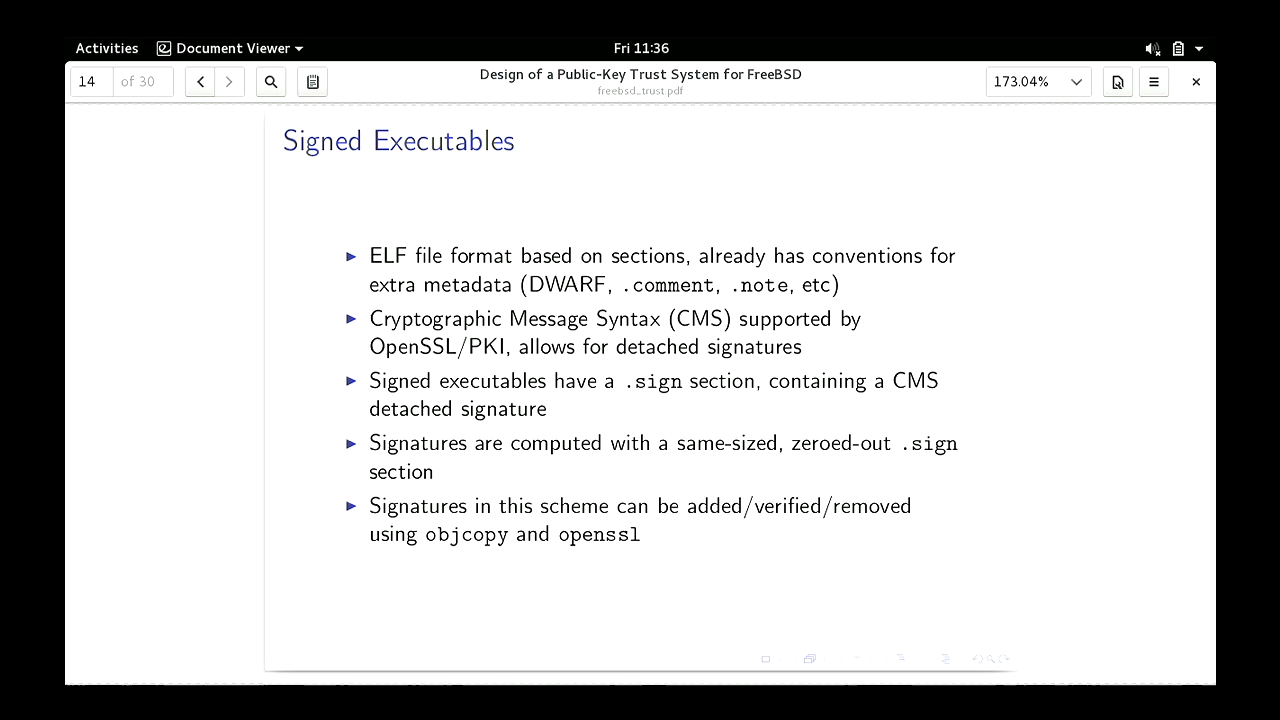 Activities
Document Viewer
Fri 11:36
14
of 30
Design of a Public-Key Trust System for FreeBSD
freebsd_trust.pdf
173.04%
Signed Executables
ELF file format based on sections, already has conventions for
extra metadata (DWARF, .comment, .note, etc)
Cryptographic Message Syntax (CMS) supported by
OpenSSL/PKI, allows for detached signatures
Signed executables have a .sign section, containing a CMS
detached signature
Signatures are computed with a same-sized, zeroed-out .sign
section
Signatures in this scheme can be added/verified/removed
using objcopy and openssl